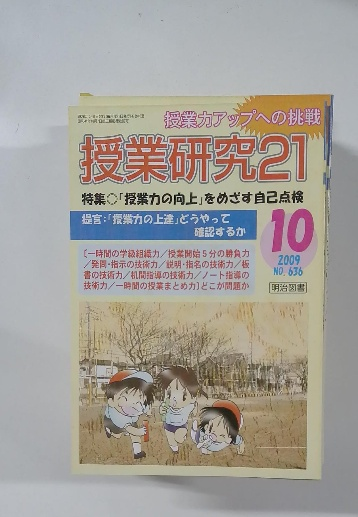 授業力アップへの挑戦
授業研究21
特集◇「授業力の向上」をめざす自己点検
提言:「授業力の上達」どうやって
確認するか
10
2009
NO. 636
明治図書
[一時間の学級組織力/授業開始5分の勝負力
/発問・指示の技術力/説明・指名の技術力/板
書の技術力/机間指導の技術力/ノート指導の
技術力/一時間の授業まとめ力]どこが問題か